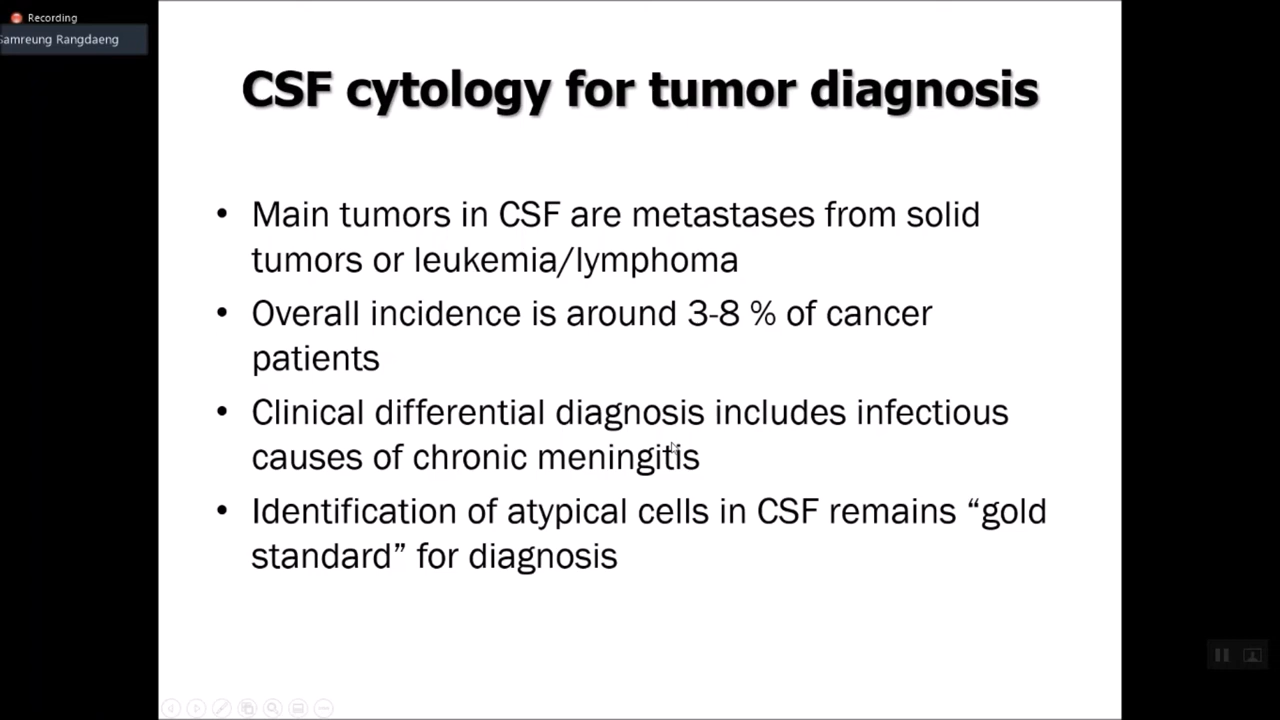 Recording
Samreung Rangdaeng
CSF cytology for tumor diagnosis
• Main tumors in CSF are metastases from solid
tumors or leukemia/lymphoma
• Overall incidence is around 3-8 % of cancer
patients
• Clinical differential diagnosis includes infectious
causes of chronic meningitis
• Identification of atypical cells in CSF remains “gold
standard” for diagnosis